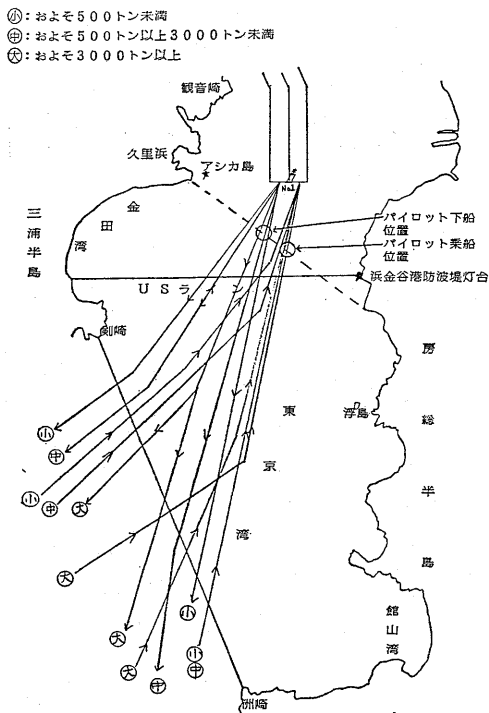 小：およそ500トン未満
中：およそ500トン以上3000トン未満
大：およそ3000トン以上
観音崎
久里浜
アシカ島
No1
三浦半島
金田湾
パイロット下船
位置
パイロット乗船
位置
浜金谷港防波堤灯台
USライン
剣崎
房総半島
東京湾
浮島
小
中
小
中
大
大
大
大
中
小
小
中
館山湾
洲崎